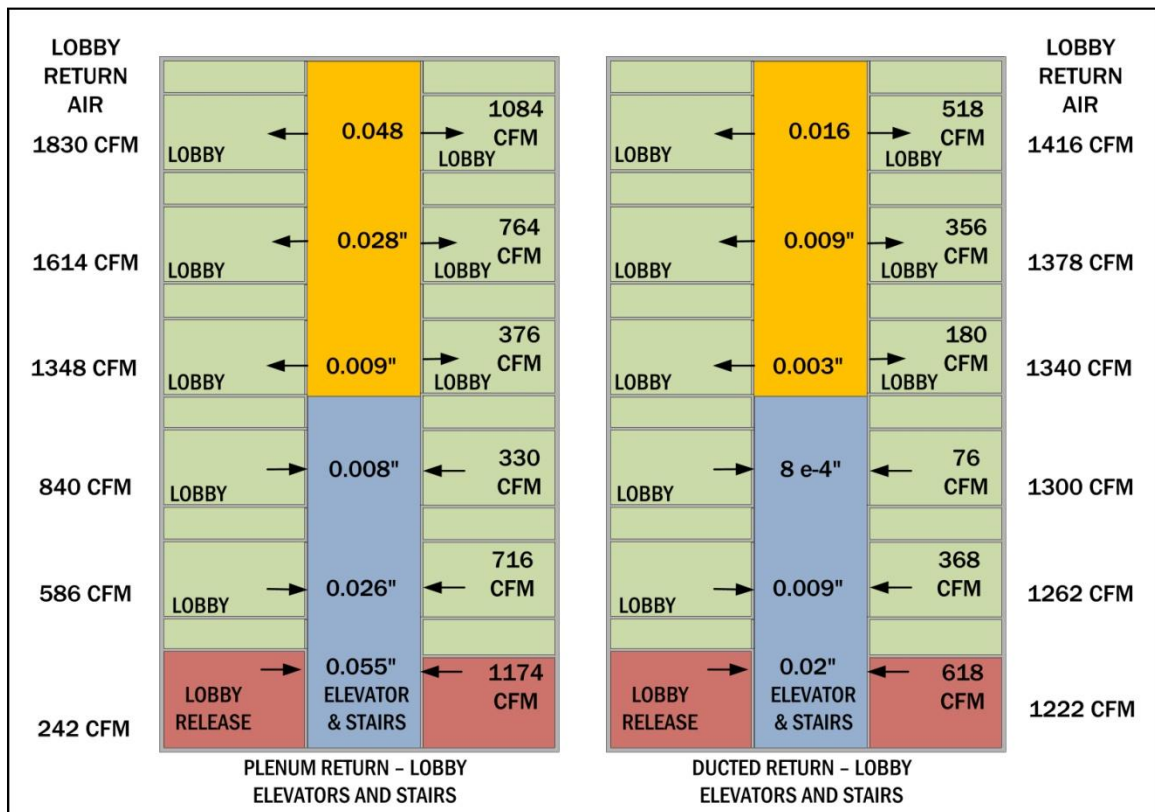 LOBBY
RETURN
AIR
1830 CFM
1614 CFM
1348 CFM
840 CFM
586 CFM
242 CFM
LOBBY
0.048
1084
CFM
LOBBY
LOBBY
0.028"
764
CFM
LOBBY
LOBBY
0.009"
376
CFM
LOBBY
LOBBY
0.008"
330
CFM
LOBBY
0.026"
716
CFM
LOBBY
RELEASE
0.055"
ELEVATOR
& STAIRS
1174
CFM
PLENUM RETURN – LOBBY
ELEVATORS AND STAIRS
LOBBY
0.016
518
CFM
LOBBY
LOBBY
0.009"
356
CFM
LOBBY
LOBBY
0.003"
180
CFM
LOBBY
LOBBY
8 e-4"
76
CFM
LOBBY
0.009"
368
CFM
LOBBY
RELEASE
0.02"
ELEVATOR
& STAIRS
618
CFM
DUCTED RETURN – LOBBY
ELEVATORS AND STAIRS
LOBBY
RETURN
AIR
1416 CFM
1378 CFM
1340 CFM
1300 CFM
1262 CFM
1222 CFM